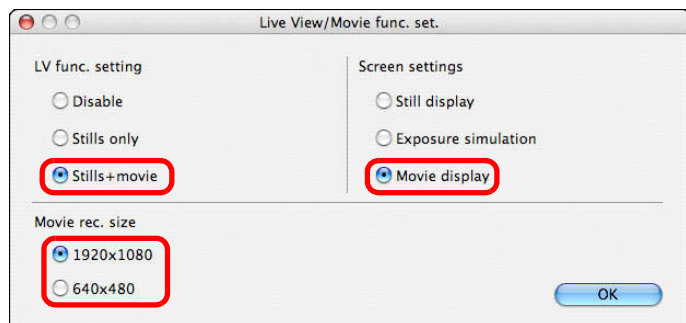 Live View/Movie func. set.
LV func. setting
Disable
Stills only
Stills+movie
Screen settings
Still display
Exposure simulation
Movie display
Movie rec. size
1920x1080
640x480
OK